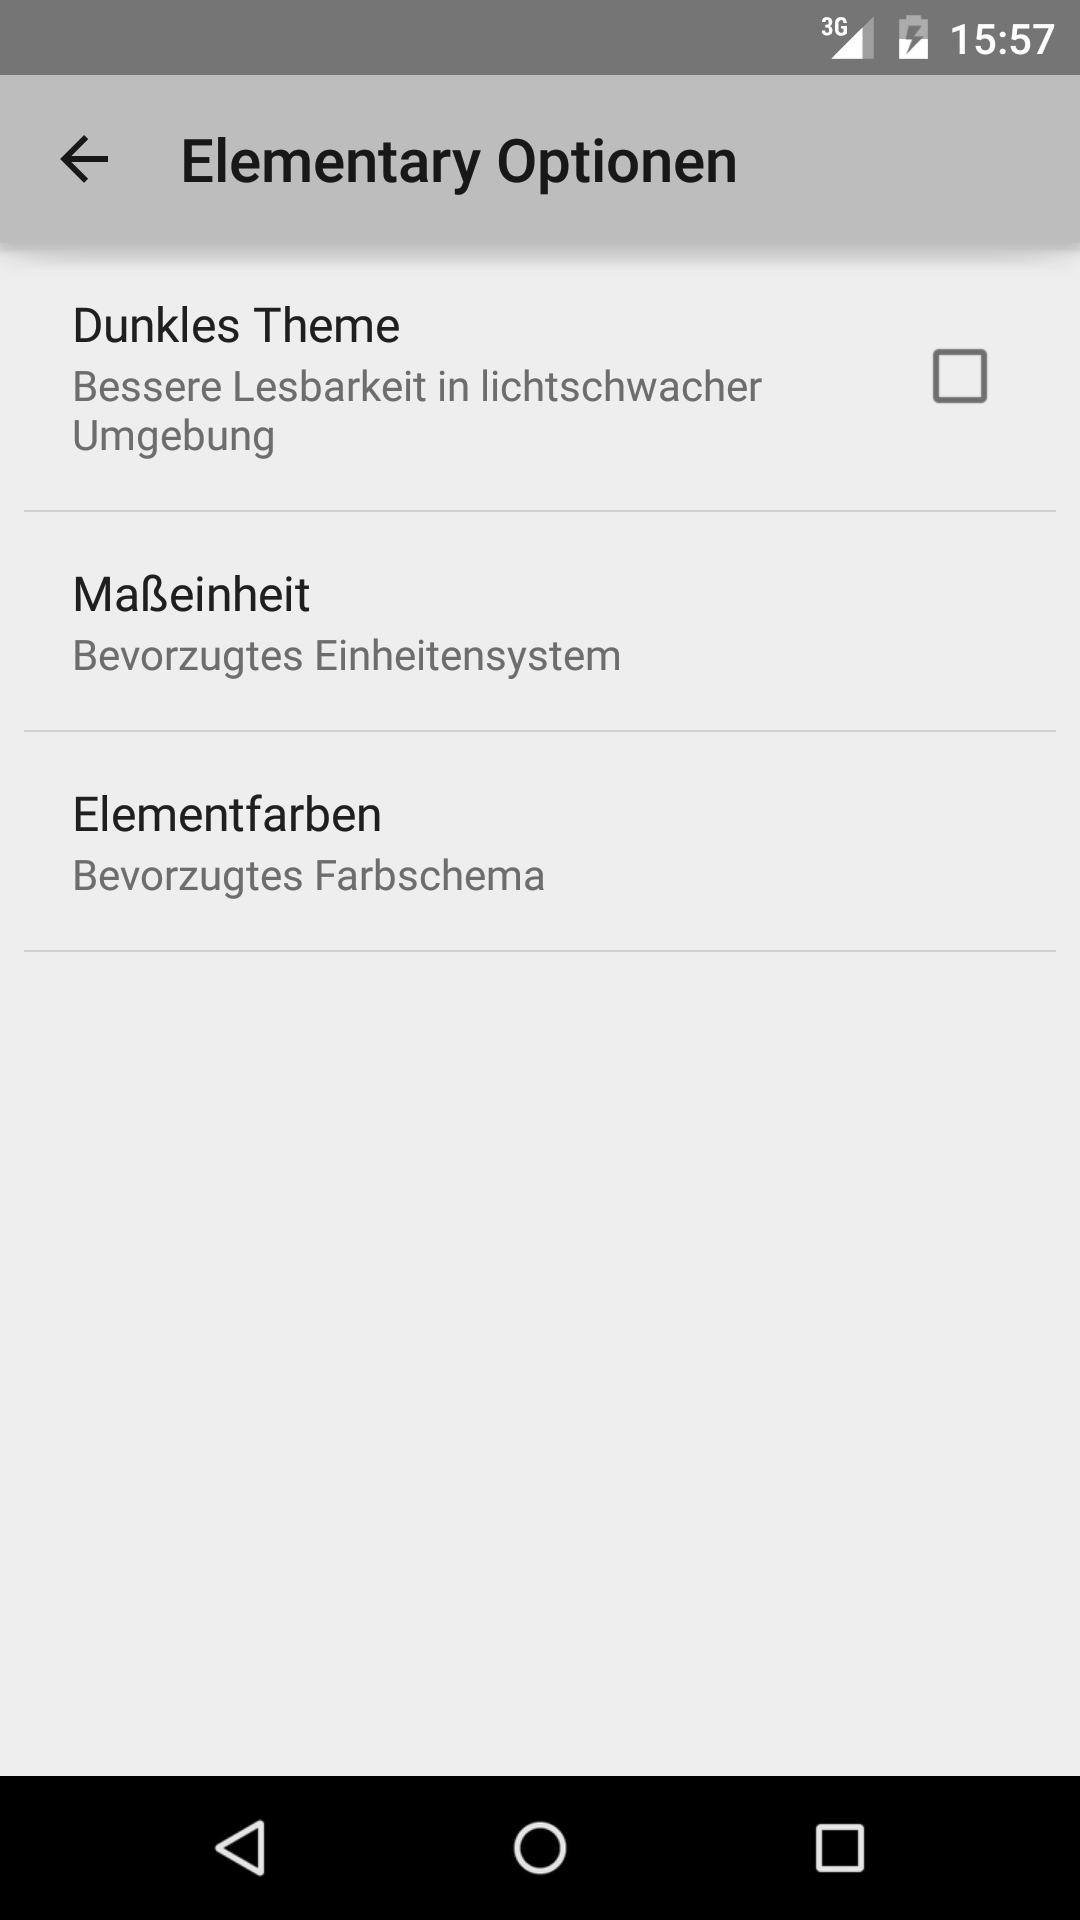 3G 15:57
Elementary Optionen
Dunkles Theme
Bessere Lesbarkeit in lichtschwacher
Umgebung
Maßeinheit
Bevorzugtes Einheitensystem
Elementfarben
Bevorzugtes Farbschema